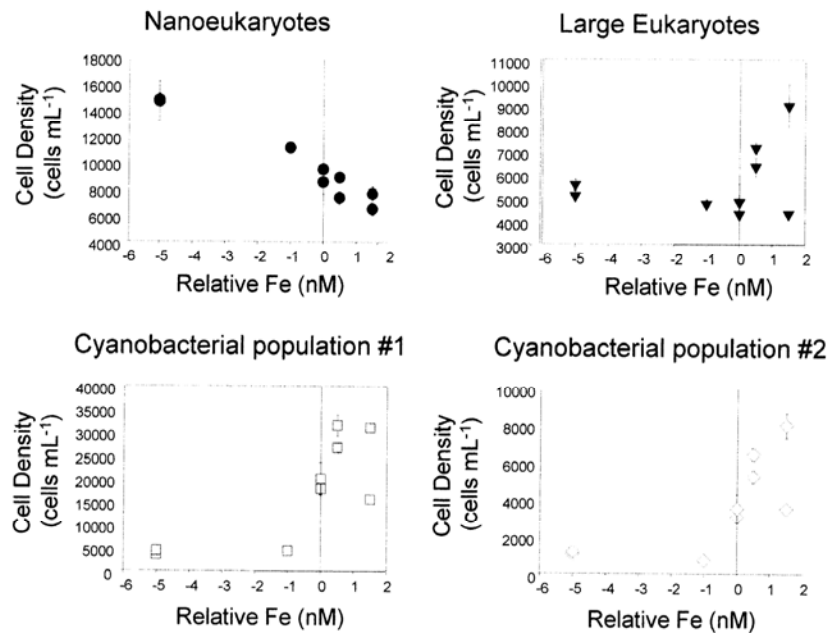 Nanoeukaryotes
Cell Density
(cells mL-1)
18000
16000
14000
12000
10000
8000
6000
4000
-6 -5 -4 -3 -2 -1 0 1 2
Relative Fe (nM)
Large Eukaryotes
Cell Density
(cells mL-1)
11000
10000
9000
8000
7000
6000
5000
4000
3000
-6 -5 -4 -3 -2 -1 0 1 2
Relative Fe (nM)
Cyanobacterial population #1
Cell Density
(cells mL-1)
40000
35000
30000
25000
20000
15000
10000
5000
0
-6 -5 -4 -3 -2 -1 0 1 2
Relative Fe (nM)
Cyanobacterial population #2
Cell Density
(cells mL-1)
10000
8000
6000
4000
2000
0
-6 -5 -4 -3 -2 -1 0 1 2
Relative Fe (nM)